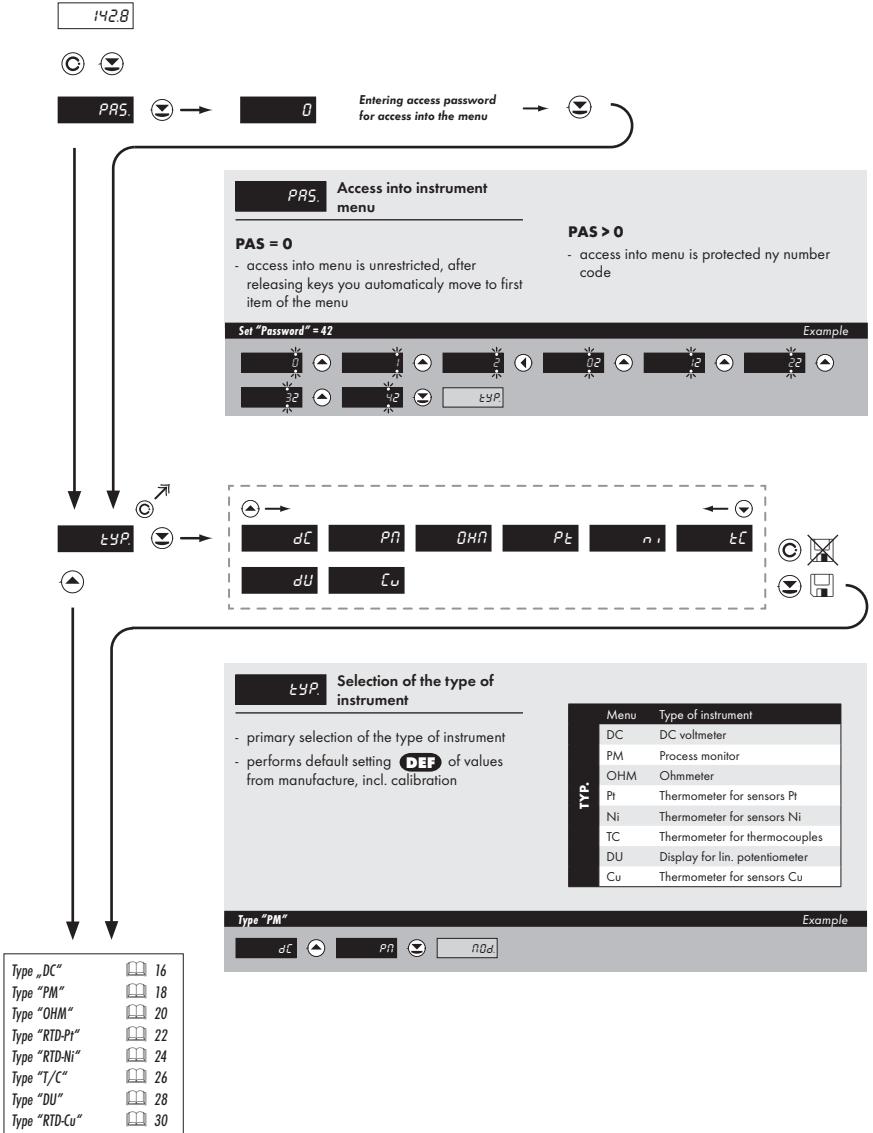 142.8
C
PAS.
0
Entering access password
for access into the menu
PAS.
Access into instrument
menu
PAS = 0
- access into menu is unrestricted, after
releasing keys you automaticaly move to first
item of the menu
PAS > 0
- access into menu is protected ny number
code
Set "Password" = 42
Example
0 1 2 02 12 22
32 42 tYP.
C
tYP.
dC PM OHM Pt ni tC
C
dU Cu
tYP.
Selection of the type of
instrument
- primary selection of the type of instrument
- performs default setting DEF of values
from manufacture, incl. calibration
TYP.
Menu Type of instrument
DC DC voltmeter
PM Process monitor
OHM Ohmmeter
Pt Thermometer for sensors Pt
Ni Thermometer for sensors Ni
TC Thermometer for thermocouples
DU Display for lin. potentiometer
Cu Thermometer for sensors Cu
Type "PM"
Example
dC PM MOd.
Type „DC" 16
Type "PM" 18
Type "OHM" 20
Type "RTD-Pt" 22
Type "RTD-Ni" 24
Type "T/C" 26
Type "DU" 28
Type "RTD-Cu" 30